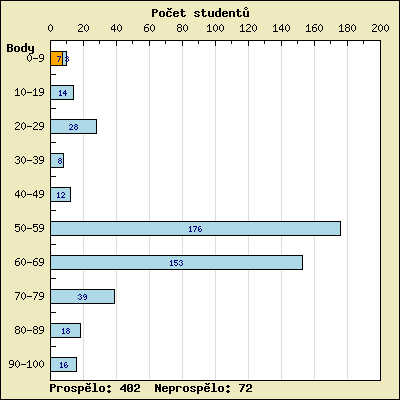 Počet studentů
0 20 40 60 80 100 120 140 160 180 200
Body
0-9 7 3
10-19 14
20-29 28
30-39 8
40-49 12
50-59 176
60-69 153
70-79 39
80-89 18
90-100 16
Prospělo: 402 Neprospělo: 72